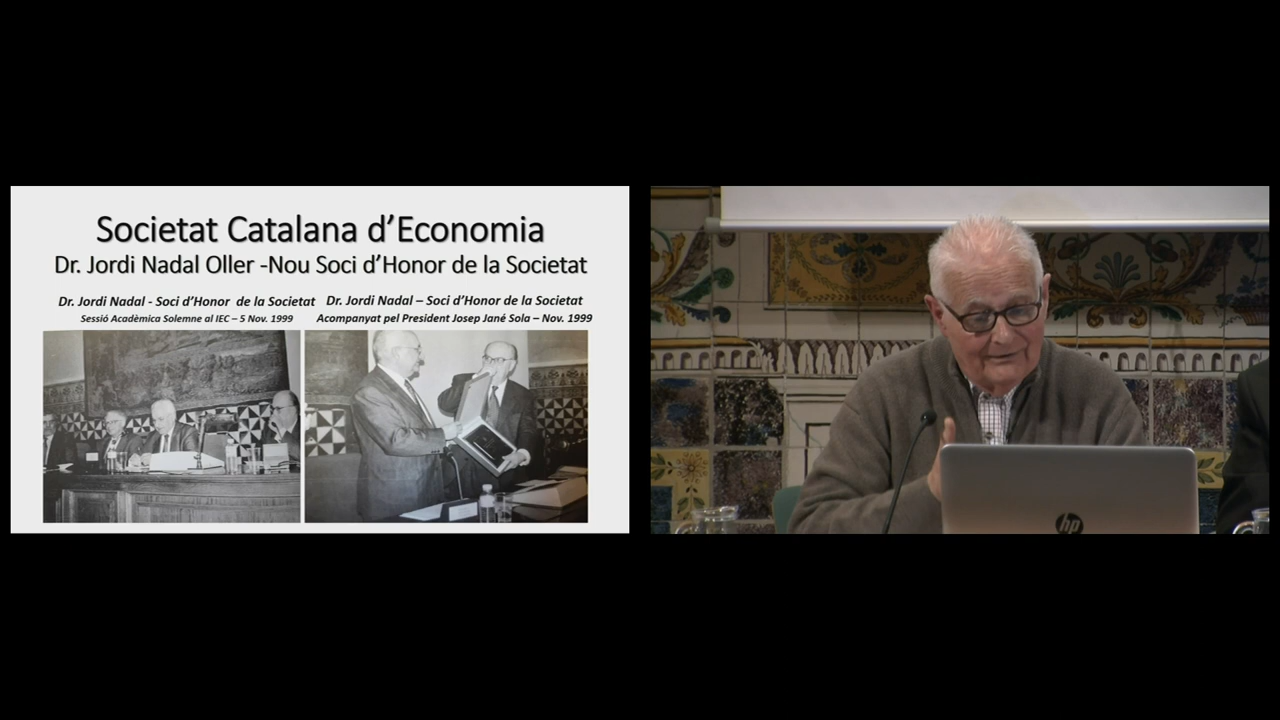 Societat Catalana d’Economia
Dr. Jordi Nadal Oller -Nou Soci d’Honor de la Societat
Dr. Jordi Nadal - Soci d’Honor de la Societat
Sessió Acadèmica Solemne al IEC – 5 Nov. 1999
Dr. Jordi Nadal – Soci d’Honor de la Societat
Acompanyat pel President Josep Jané Sola – Nov. 1999
hp